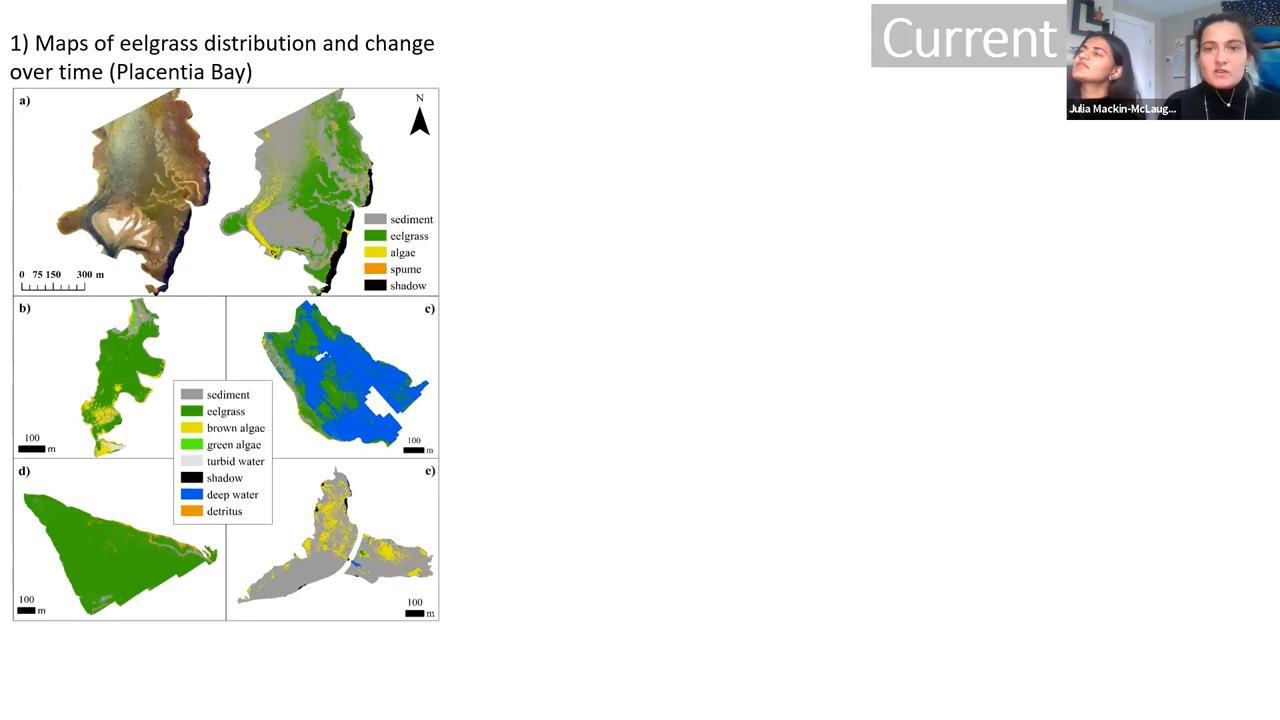 1) Maps of eelgrass distribution and change
over time (Placentia Bay)
Current
Julia Mackin-McLaug...
a)
N
sediment
eelgrass
algae
spume
shadow
0 75 150 300 m
b)
c)
sediment
eelgrass
brown algae
green algae
turbid water
shadow
deep water
detritus
100
m
100
m
d)
e)
100
m
100
m